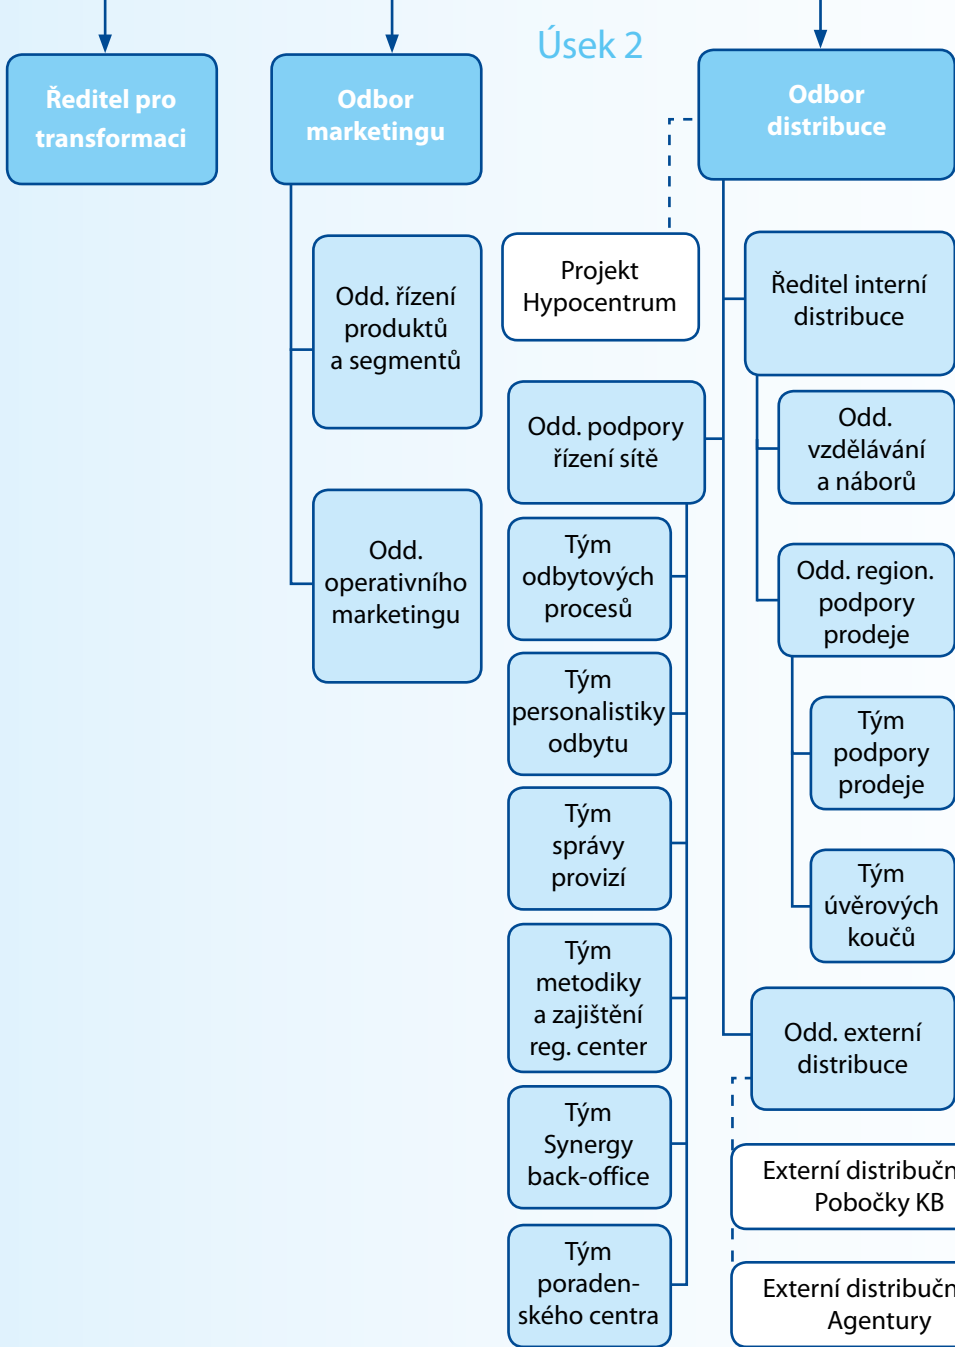 Úsek 2
Ředitel pro
transformaci
Odbor
marketingu
Odbor
distribuce
Odd. řízení
produktů
a segmentů
Odd.
operativního
marketingu
Projekt
Hypocentrum
Odd. podpory
řízení sítě
Tým
odbytových
procesů
Tým
personalistiky
odbytu
Tým
správy
provizí
Tým
metodiky
a zajištění
reg. center
Tým
Synergy
back-office
Tým
poraden-
ského centra
Ředitel interní
distribuce
Odd.
vzdělávání
a náborů
Odd. region.
podpory
prodeje
Tým
podpory
prodeje
Tým
úvěrových
koučů
Odd. externí
distribuce
Externí
Pobočky KB
Externí
Agentury